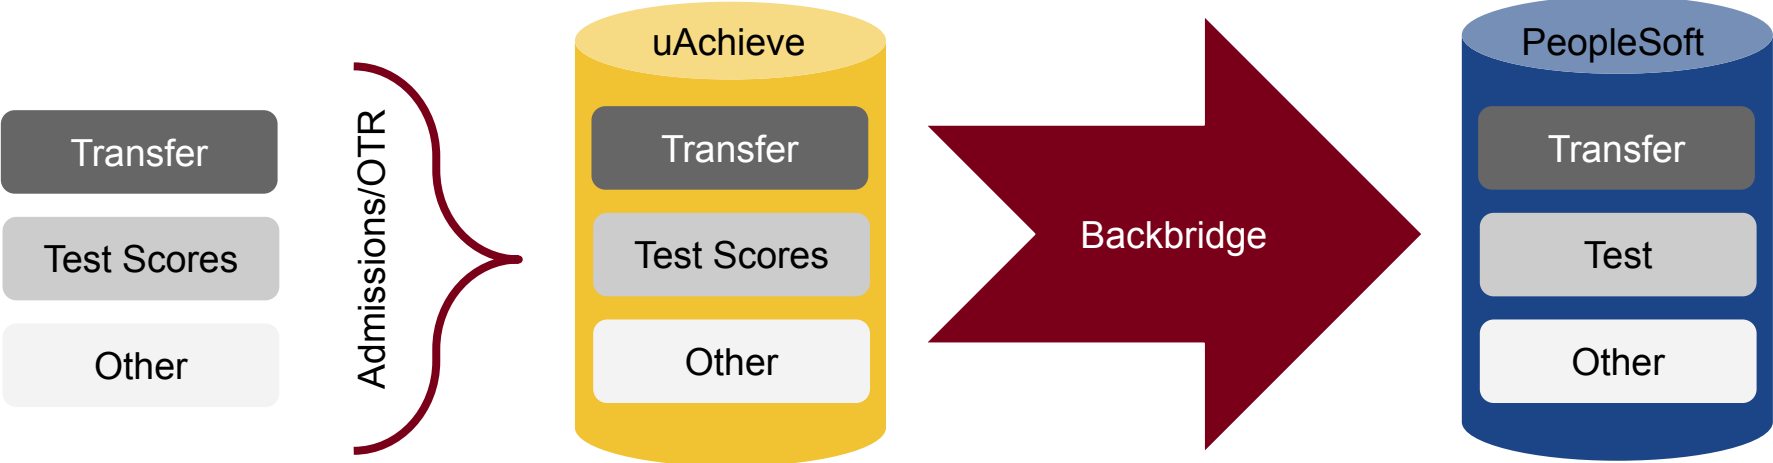 Transfer
Test Scores
Other
Admissions/OTR
uAchieve
Transfer
Test Scores
Other
Backbridge
PeopleSoft
Transfer
Test
Other